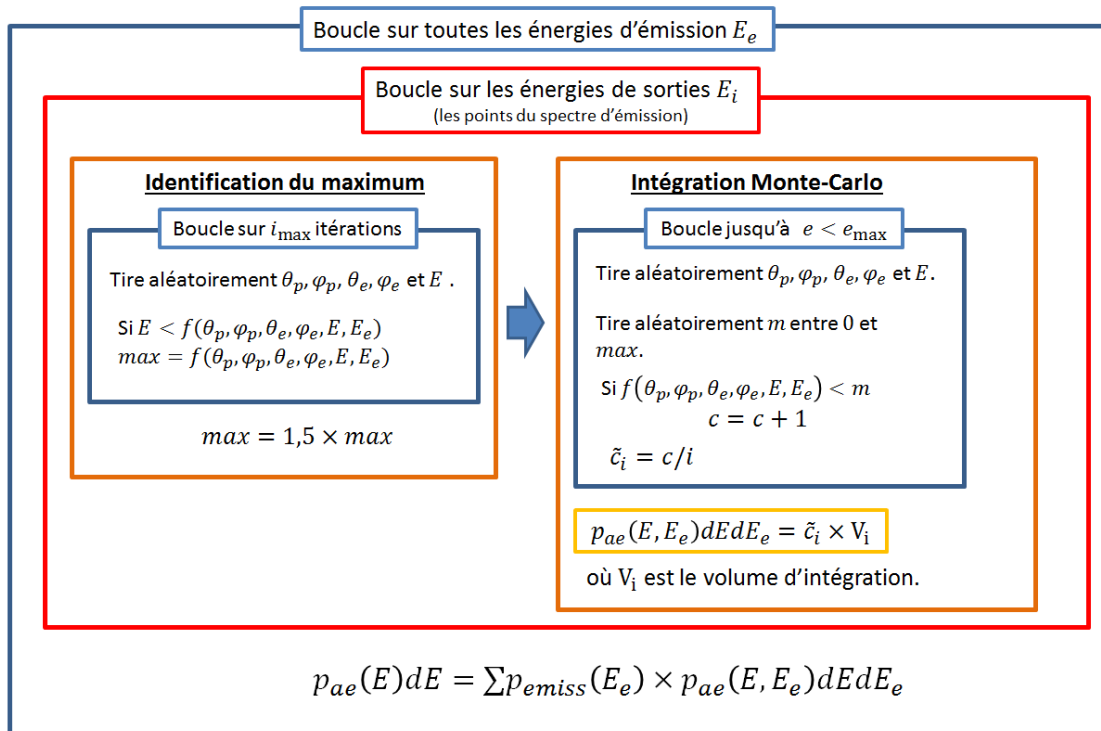 Boucle sur toutes les énergies d’émission E_e
Boucle sur les énergies de sorties E_i
(les points du spectre d’émission)
Identification du maximum
Boucle sur i_max itérations
Tire aléatoirement θ_p, φ_p, θ_e, φ_e et E .
Si E < f(θ_p, φ_p, θ_e, φ_e, E, E_e)
max = f(θ_p, φ_p, θ_e, φ_e, E, E_e)
max = 1,5 × max
Intégration Monte-Carlo
Boucle jusqu’à e < e_max
Tire aléatoirement θ_p, φ_p, θ_e, φ_e et E.
Tire aléatoirement m entre 0 et
max.
Si f(θ_p, φ_p, θ_e, φ_e, E, E_e) < m
c = c + 1
c̃_i = c/i
p_ae(E, E_e)dEdE_e = c̃_i × V_i
où V_i est le volume d’intégration.
p_ae(E)dE = ∑p_emiss(E_e) × p_ae(E, E_e)dEdE_e